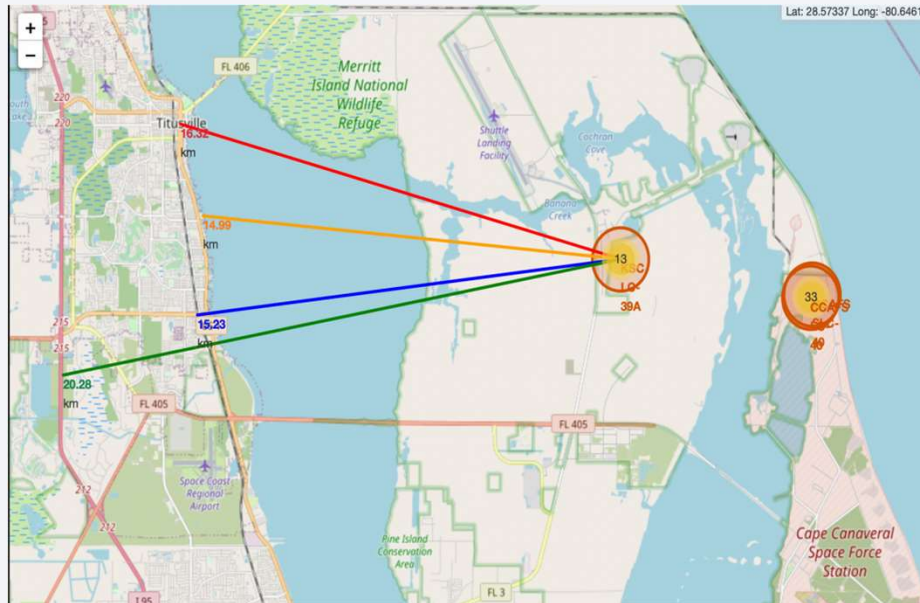 +
−
Lat: 28.57337 Long: -80.6461
FL 406
Merritt
Island National
Wildlife
Refuge
220
220
Titusville
16.32
km
Shuttle
Landing
Facility
Cochran
Cove
Banana
Creek
14.99
km
13
KSC
LC-
39A
33
CCAFS
40
215
215
15.23
km
20.28
km
FL 405
FL 405
Space Coast
Regional
Airport
212
212
Pine Island
Conservation
Area
Cape Canaveral
Space Force
Station
FL 3
I 95